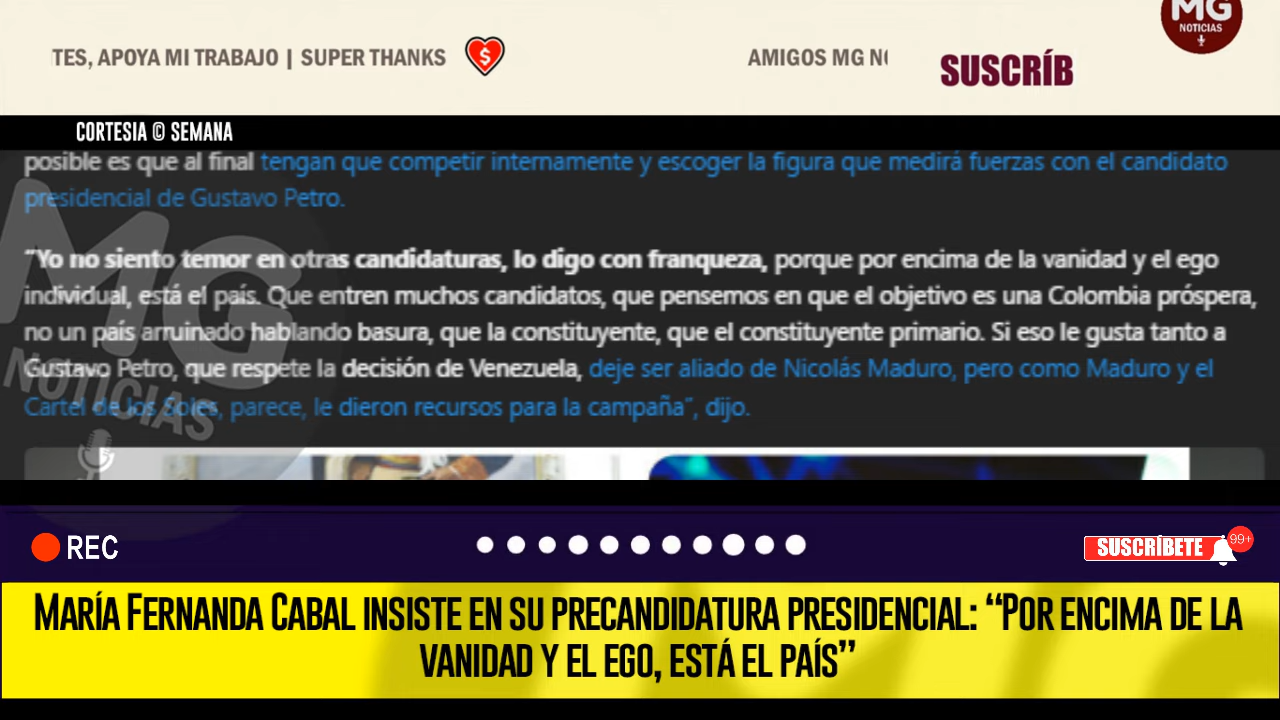 MG
NOTICIAS
TES, APOYA MI TRABAJO | SUPER THANKS
AMIGOS MG NO
SUSCRÍB
CORTESIA © SEMANA
posible es que al final tengan que competir internamente y escoger la figura que medirá fuerzas con el candidato
presidencial de Gustavo Petro.
“Yo no siento temor en otras candidaturas, lo digo con franqueza, porque por encima de la vanidad y el ego
individual, está el país. Que entren muchos candidatos, que pensemos en que el objetivo es una Colombia próspera,
no un país arruinado hablando basura, que la constituyente, que el constituyente primario. Si eso le gusta tanto a
Gustavo Petro, que respete la decisión de Venezuela, deje ser aliado de Nicolás Maduro, pero como Maduro y el
Cartel de los Soles, parece, le dieron recursos para la campaña”, dijo.
MG
NOTICIAS
REC
SUSCRÍBETE
99+
MARÍA FERNANDA CABAL INSISTE EN SU PRECANDIDATURA PRESIDENCIAL: “POR ENCIMA DE LA
VANIDAD Y EL EGO, ESTÁ EL PAÍS”